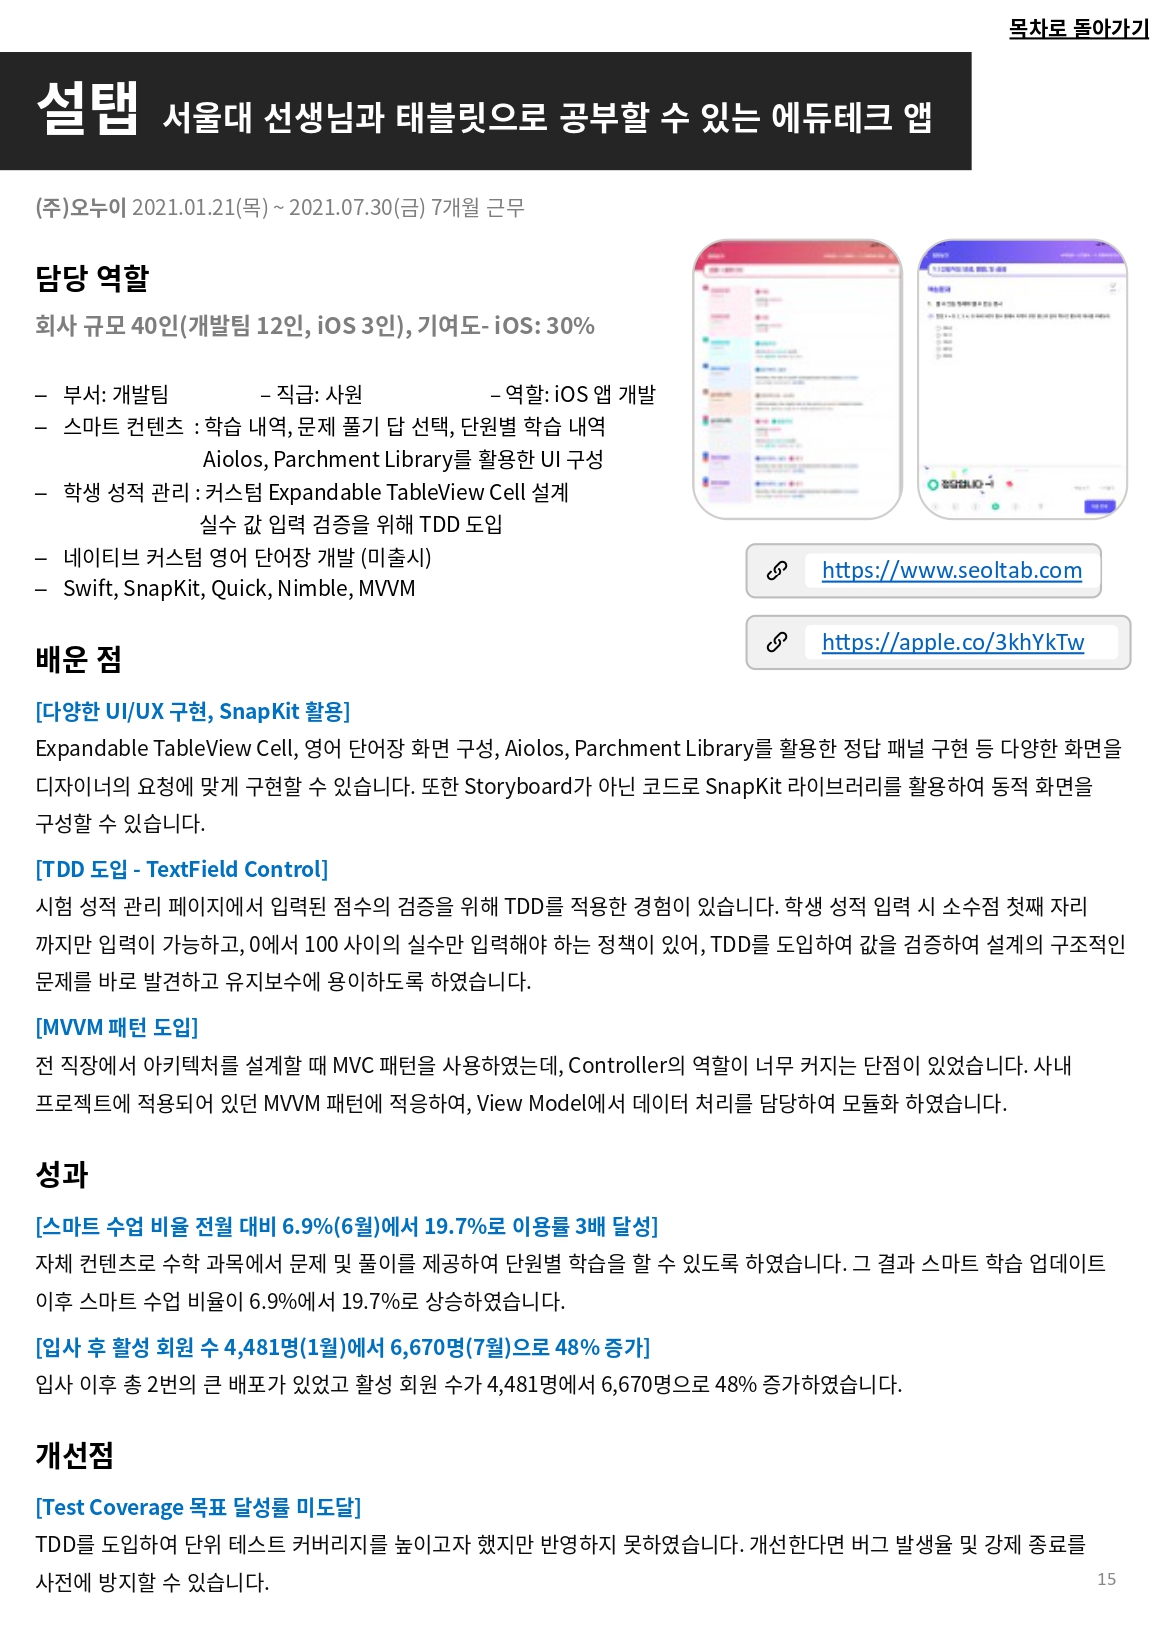 목차로 돌아가기
설탭 서울대 선생님과 태블릿으로 공부할 수 있는 에듀테크 앱
(주)오누이 2021.01.21(목) ~ 2021.07.30(금) 7개월 근무
담당 역할
회사 규모 40인(개발팀 12인, iOS 3인), 기여도- iOS: 30%
– 부서: 개발팀 – 직급: 사원 – 역할: iOS 앱 개발
– 스마트 컨텐츠 : 학습 내역, 문제 풀기 답 선택, 단원별 학습 내역
Aiolos, Parchment Library를 활용한 UI 구성
– 학생 성적 관리 : 커스텀 Expandable TableView Cell 설계
실수 값 입력 검증을 위해 TDD 도입
– 네이티브 커스텀 영어 단어장 개발 (미출시)
– Swift, SnapKit, Quick, Nimble, MVVM
정답입니다
https://www.seoltab.com
https://apple.co/3khYkTw
배운 점
[다양한 UI/UX 구현, SnapKit 활용]
Expandable TableView Cell, 영어 단어장 화면 구성, Aiolos, Parchment Library를 활용한 정답 패널 구현 등 다양한 화면을
디자이너의 요청에 맞게 구현할 수 있습니다. 또한 Storyboard가 아닌 코드로 SnapKit 라이브러리를 활용하여 동적 화면을
구성할 수 있습니다.
[TDD 도입 - TextField Control]
시험 성적 관리 페이지에서 입력된 점수의 검증을 위해 TDD를 적용한 경험이 있습니다. 학생 성적 입력 시 소수점 첫째 자리
까지만 입력이 가능하고, 0에서 100 사이의 실수만 입력해야 하는 정책이 있어, TDD를 도입하여 값을 검증하여 설계의 구조적인
문제를 바로 발견하고 유지보수에 용이하도록 하였습니다.
[MVVM 패턴 도입]
전 직장에서 아키텍처를 설계할 때 MVC 패턴을 사용하였는데, Controller의 역할이 너무 커지는 단점이 있었습니다. 사내
프로젝트에 적용되어 있던 MVVM 패턴에 적응하여, View Model에서 데이터 처리를 담당하여 모듈화 하였습니다.
성과
[스마트 수업 비율 전월 대비 6.9%(6월)에서 19.7%로 이용률 3배 달성]
자체 컨텐츠로 수학 과목에서 문제 및 풀이를 제공하여 단원별 학습을 할 수 있도록 하였습니다. 그 결과 스마트 학습 업데이트
이후 스마트 수업 비율이 6.9%에서 19.7%로 상승하였습니다.
[입사 후 활성 회원 수 4,481명(1월)에서 6,670명(7월)으로 48% 증가]
입사 이후 총 2번의 큰 배포가 있었고 활성 회원 수가 4,481명에서 6,670명으로 48% 증가하였습니다.
개선점
[Test Coverage 목표 달성률 미도달]
TDD를 도입하여 단위 테스트 커버리지를 높이고자 했지만 반영하지 못하였습니다. 개선한다면 버그 발생율 및 강제 종료를
사전에 방지할 수 있습니다.
15